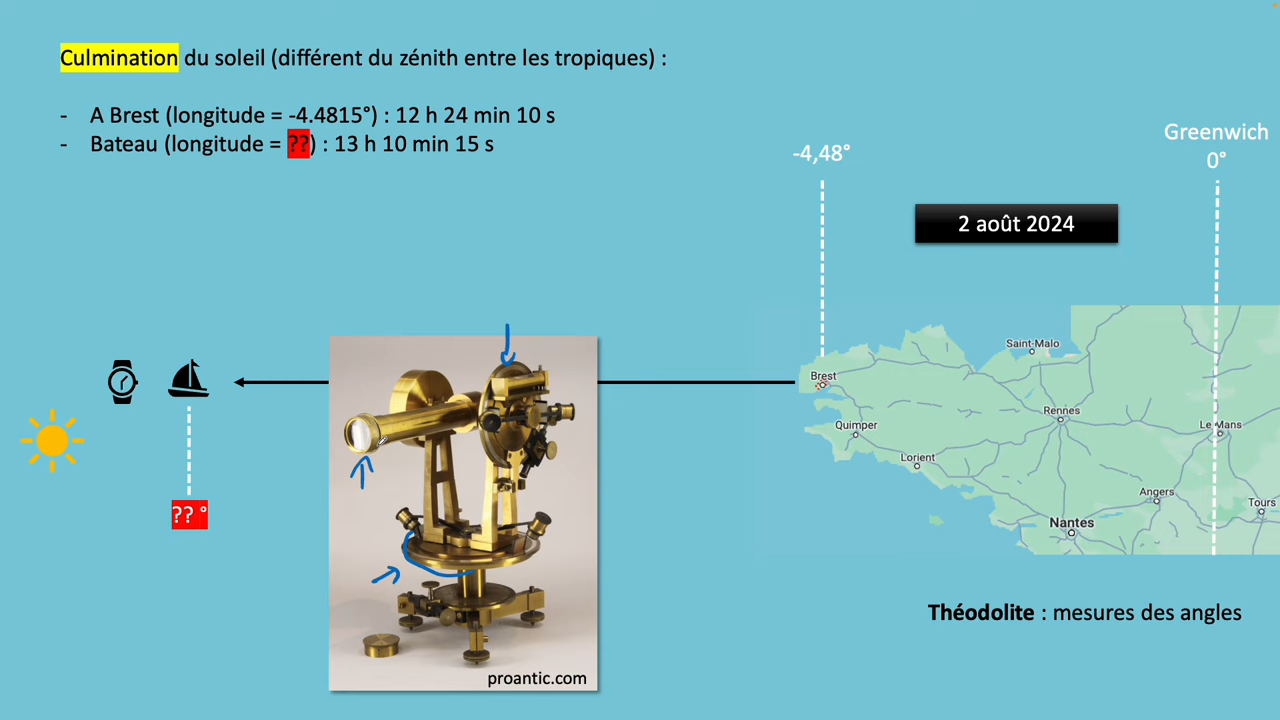 Culmination du soleil (différent du zénith entre les tropiques) :
- A Brest (longitude = -4.4815°) : 12 h 24 min 10 s
- Bateau (longitude = ??) : 13 h 10 min 15 s
Greenwich
0°
-4,48°
2 août 2024
Saint-Malo
Brest
Rennes
Quimper
Le Mans
Lorient
Angers
Tours
Nantes
?? °
Théodolite : mesures des angles
proantic.com